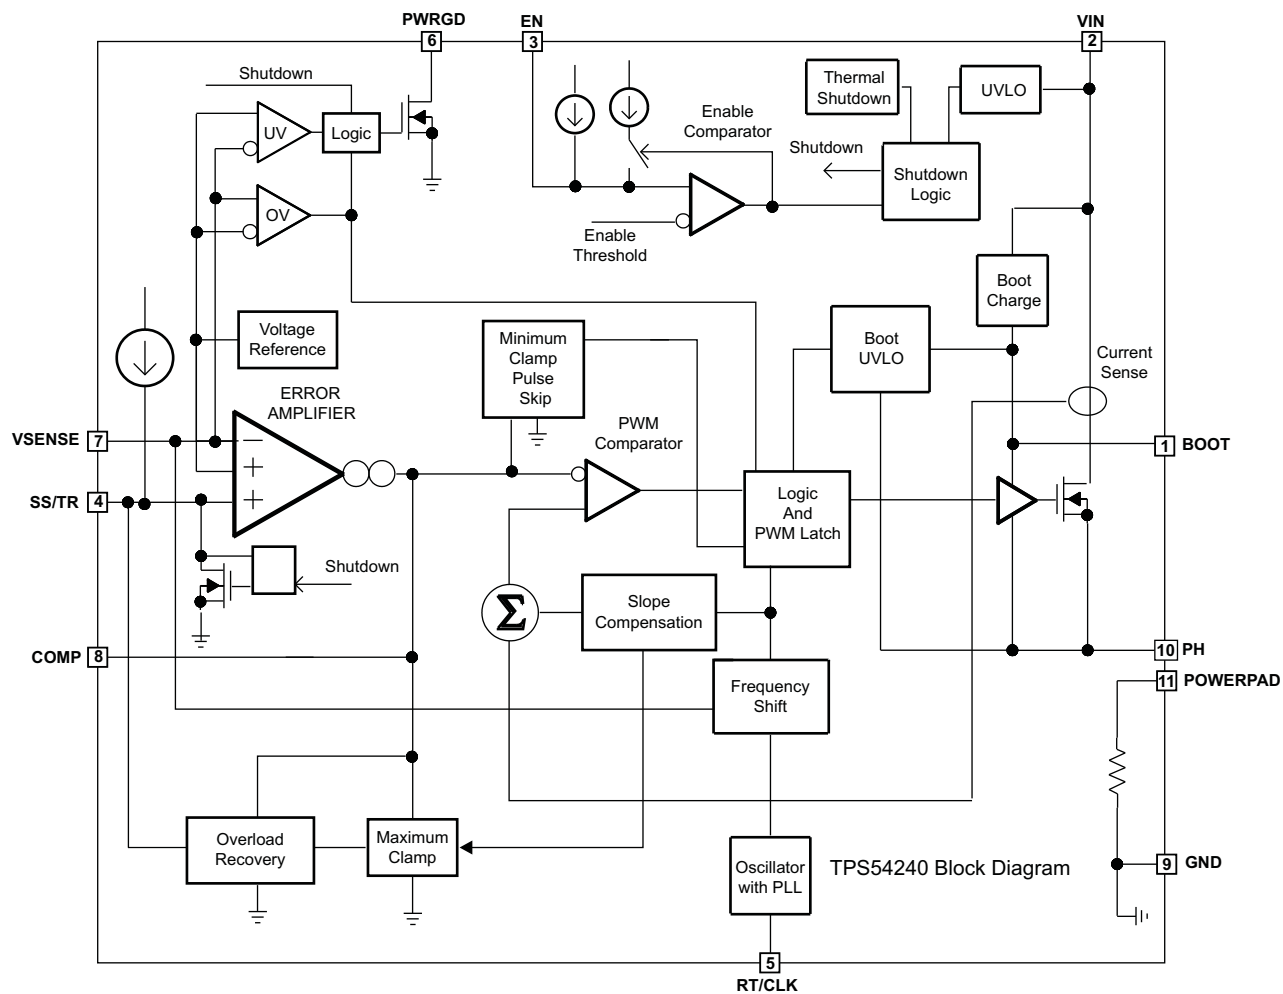 PWRGD
EN
VIN
6
3
2
Shutdown
Thermal
Shutdown
UVLO
UV
Logic
Enable
Comparator
Shutdown
Shutdown
Logic
OV
Enable
Threshold
Boot
Charge
Voltage
Reference
Minimum
Clamp
Pulse
Skip
Boot
UVLO
Current
Sense
ERROR
AMPLIFIER
PWM
Comparator
VSENSE
7
−
1
BOOT
+
SS/TR
4
+
Logic
And
PWM Latch
Shutdown
Σ
Slope
Compensation
COMP
8
10
PH
11
POWERPAD
Frequency
Shift
Overload
Recovery
Maximum
Clamp
Oscillator
with PLL
TPS54240 Block Diagram
9
GND
5
RT/CLK